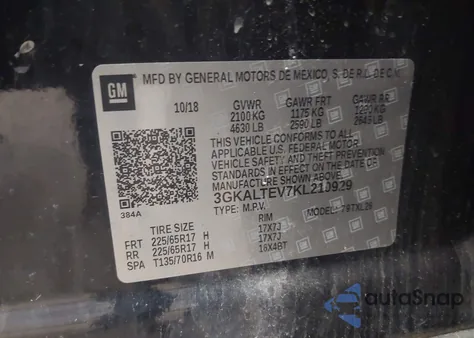 GM
MFD BY GENERAL MOTORS DE MEXICO, S. DE R.L. DE C.V.
10/18 GVWR GAWR FRT GAWR RR
2100 KG 1175 KG
4630 LB 2590 LB
THIS VEHICLE CONFORMS TO ALL
APPLICABLE U.S. FEDERAL MOTOR
VEHICLE SAFETY AND THEFT PREVENTION
STANDARDS IN EFFECT ON THE DATE OF
MANUFACTURE SHOWN ABOVE.
3GKALTEV7KL210929
TYPE: M.P.V. MODEL:
384A
TIRE SIZE RIM
FRT 225/65R17 H 17X7J
RR 225/65R17 H 17X7J
SPA T135/70R16 M 16X4BT
autoSnap